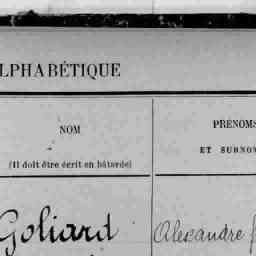 LPHABÉTIQUE
NOM
PRÉNOMS
ET SURNO
(Il doit être écrit en bâtarde)
Goliard
Alexandre